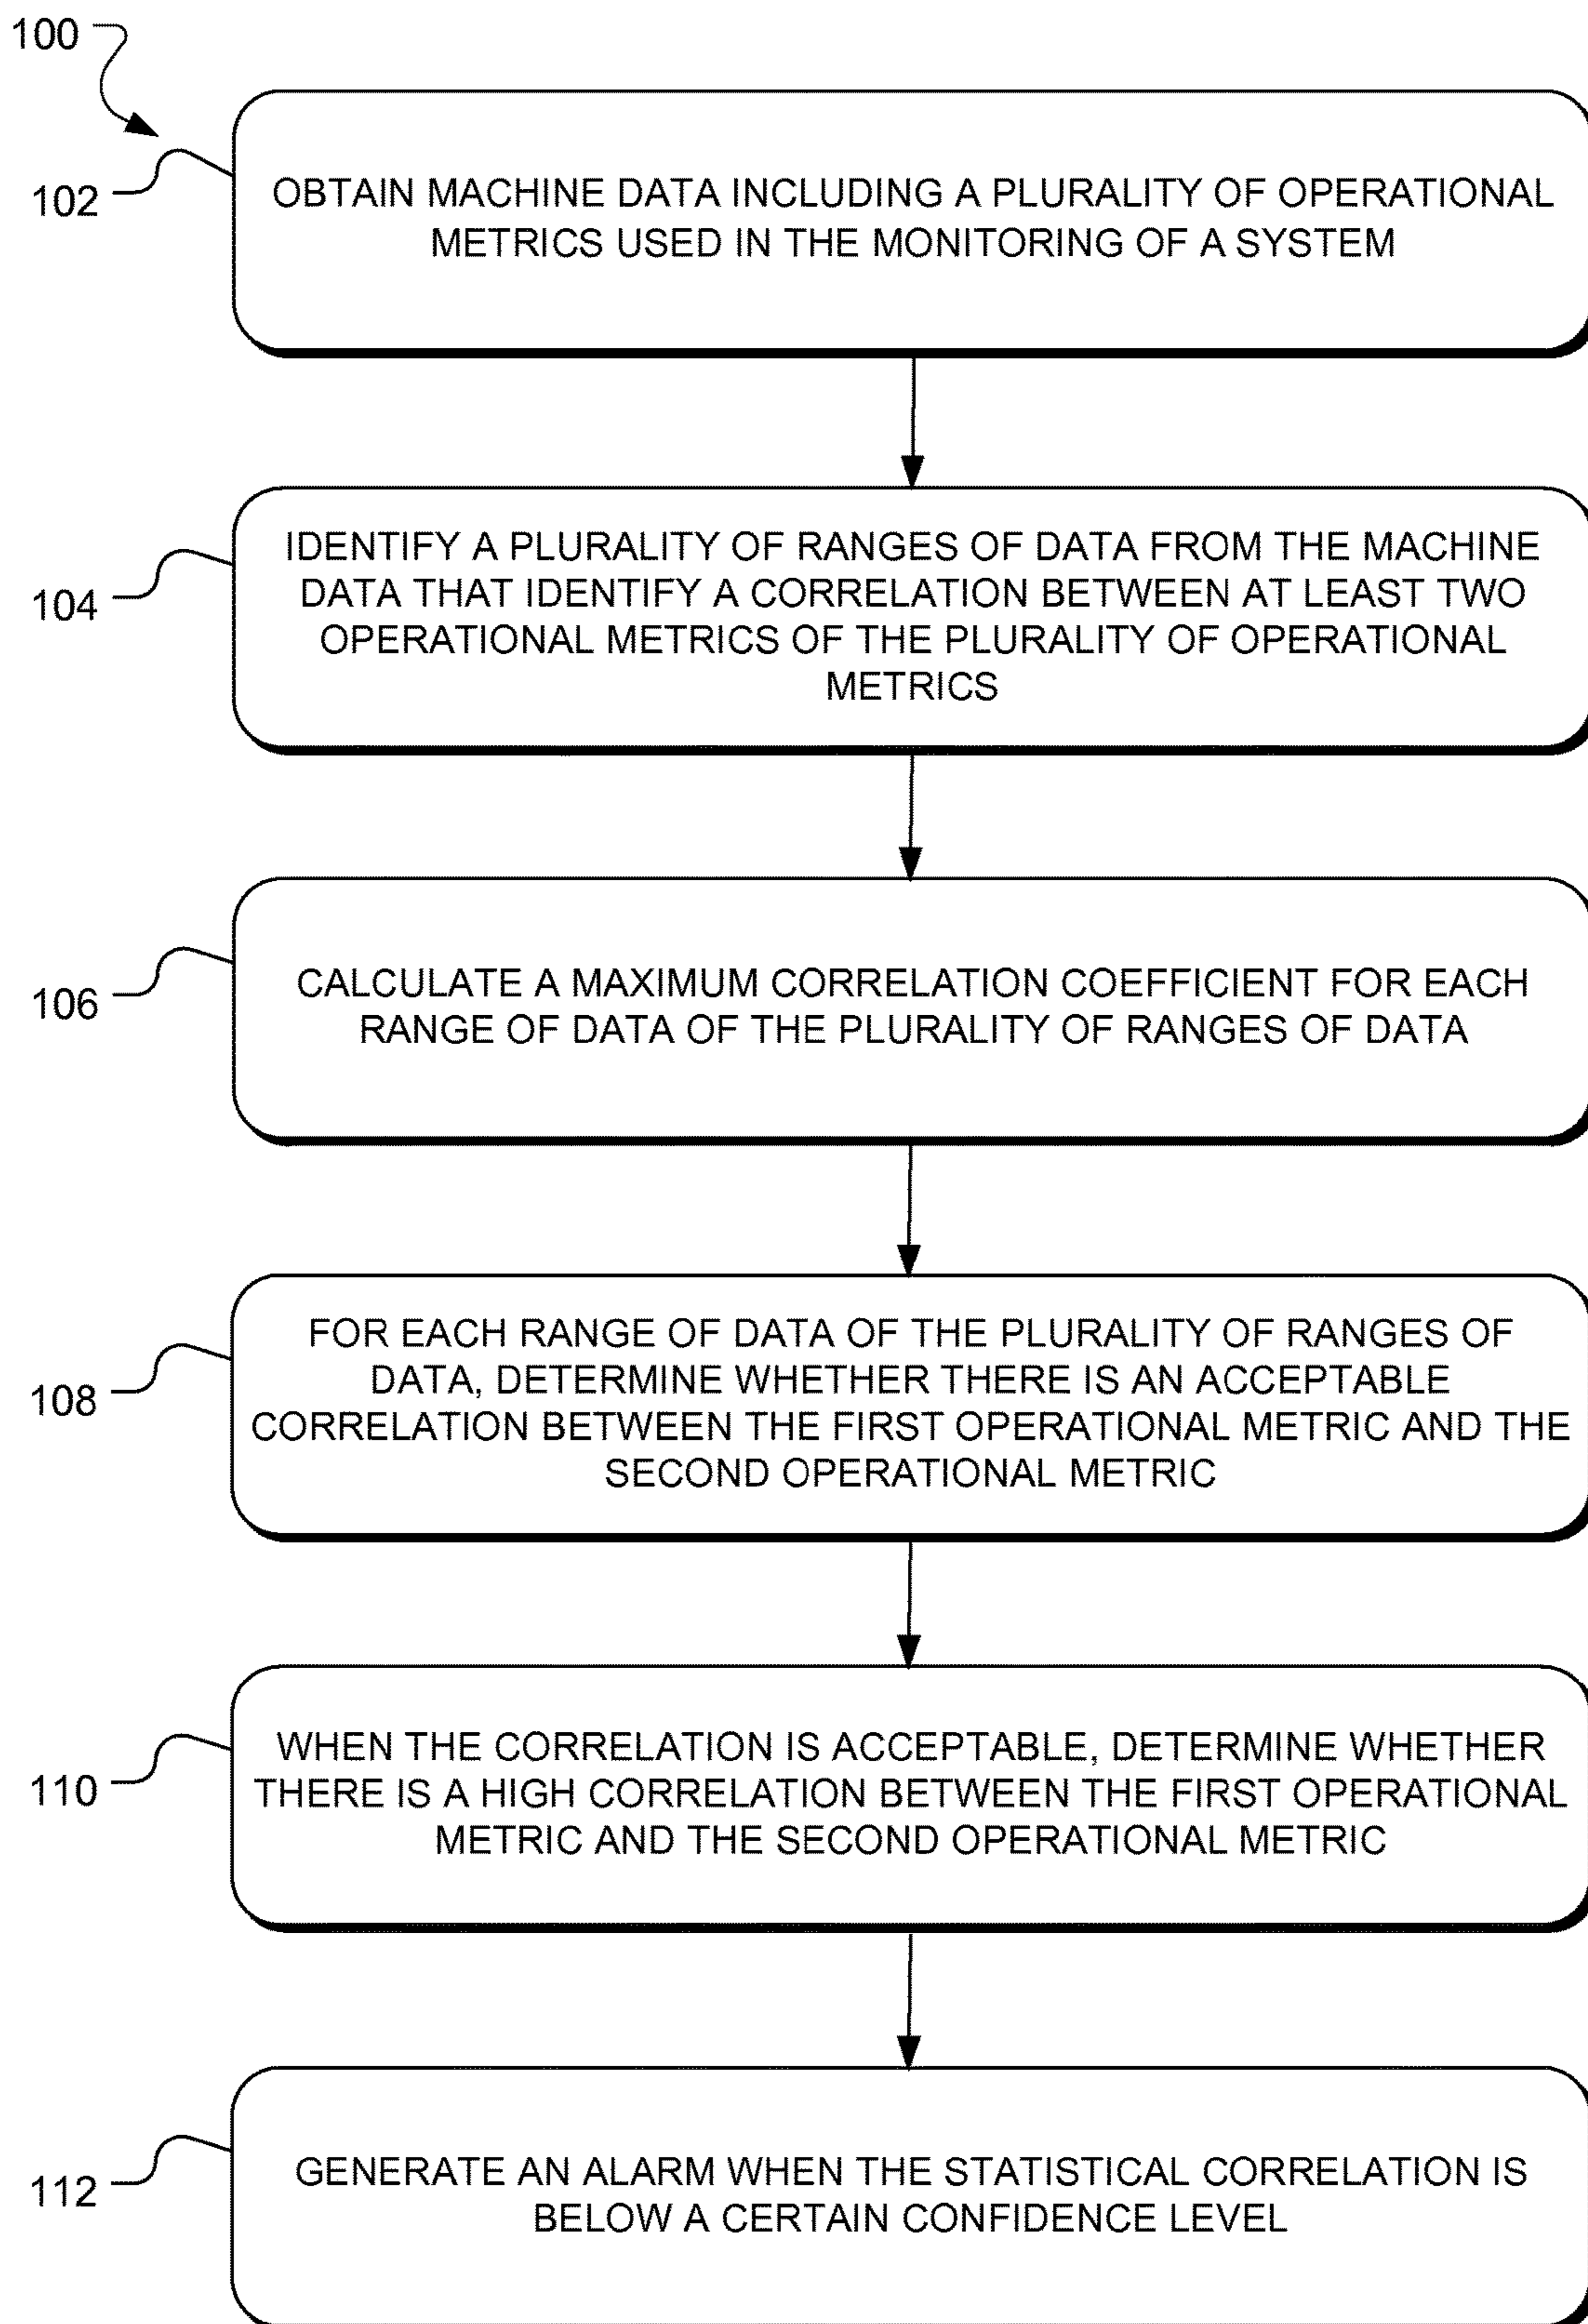 100
102
OBTAIN MACHINE DATA INCLUDING A PLURALITY OF OPERATIONAL
METRICS USED IN THE MONITORING OF A SYSTEM
104
IDENTIFY A PLURALITY OF RANGES OF DATA FROM THE MACHINE
DATA THAT IDENTIFY A CORRELATION BETWEEN AT LEAST TWO
OPERATIONAL METRICS OF THE PLURALITY OF OPERATIONAL
METRICS
106
CALCULATE A MAXIMUM CORRELATION COEFFICIENT FOR EACH
RANGE OF DATA OF THE PLURALITY OF RANGES OF DATA
108
FOR EACH RANGE OF DATA OF THE PLURALITY OF RANGES OF
DATA, DETERMINE WHETHER THERE IS AN ACCEPTABLE
CORRELATION BETWEEN THE FIRST OPERATIONAL METRIC AND THE
SECOND OPERATIONAL METRIC
110
WHEN THE CORRELATION IS ACCEPTABLE, DETERMINE WHETHER
THERE IS A HIGH CORRELATION BETWEEN THE FIRST OPERATIONAL
METRIC AND THE SECOND OPERATIONAL METRIC
112
GENERATE AN ALARM WHEN THE STATISTICAL CORRELATION IS
BELOW A CERTAIN CONFIDENCE LEVEL